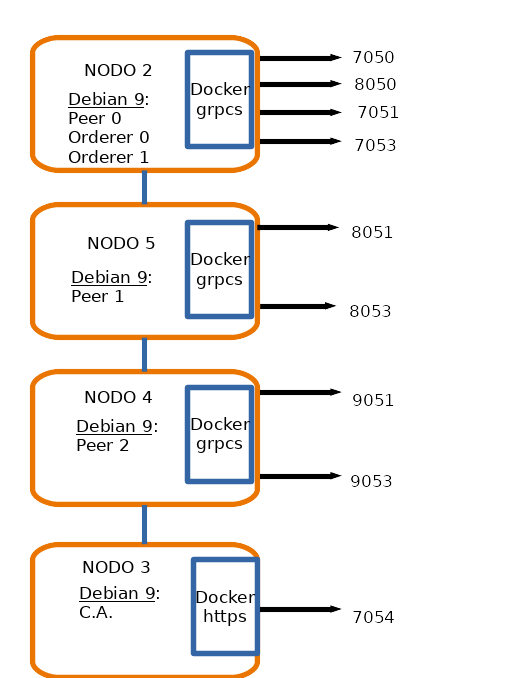 NODO 2
Debian 9:
Peer 0
Orderer 0
Orderer 1
Docker
grpcs
7050
8050
7051
7053
NODO 5
Debian 9:
Peer 1
Docker
grpcs
8051
8053
NODO 4
Debian 9:
Peer 2
Docker
grpcs
9051
9053
NODO 3
Debian 9:
C.A.
Docker
https
7054